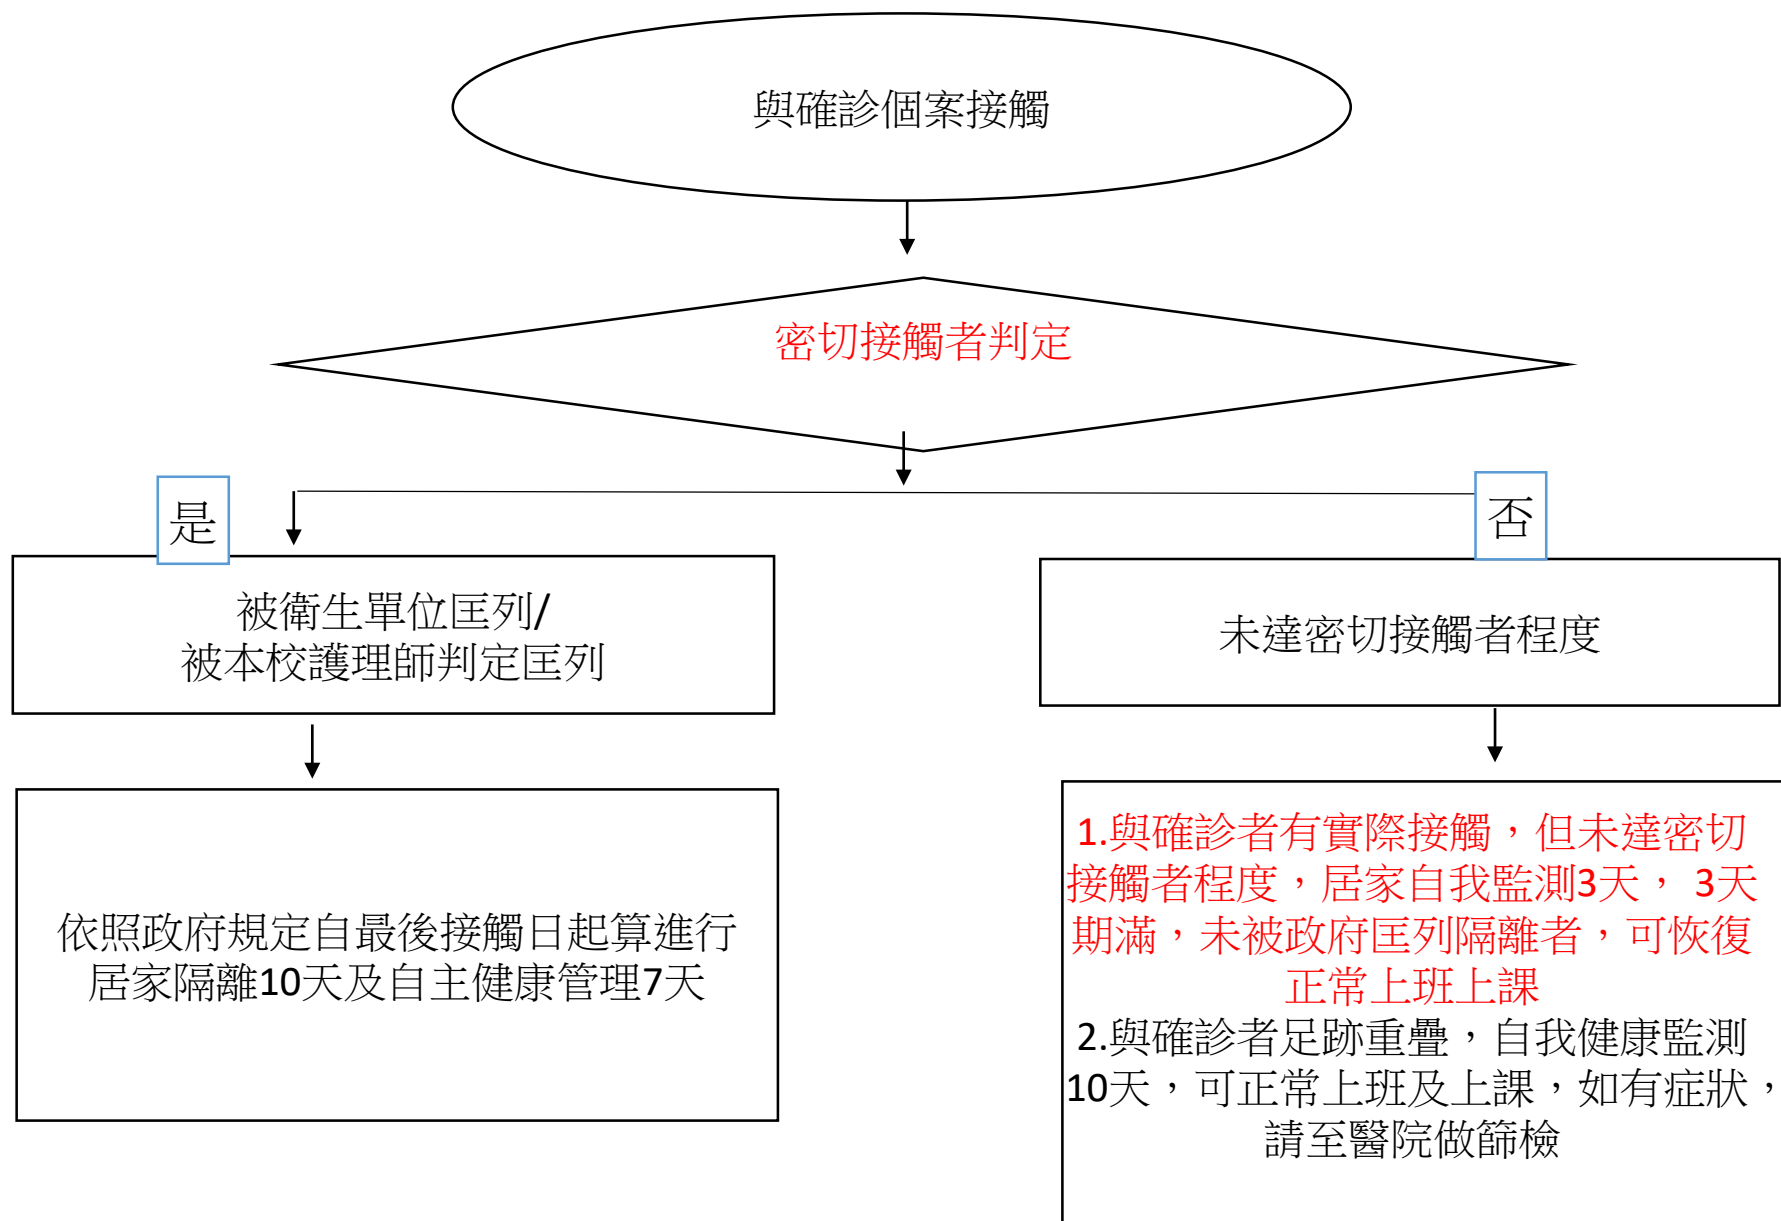 與確診個案接觸
密切接觸者判定
是
否
被衛生單位匡列/
被本校護理師判定匡列
未達密切接觸者程度
依照政府規定自最後接觸日起算進行
居家隔離10天及自主健康管理7天
1.與確診者有實際接觸，但未達密切
接觸者程度，居家自我監測3天， 3天
期滿，未被政府匡列隔離者，可恢復
正常上班上課
2.與確診者足跡重疊，自我健康監測
10天，可正常上班及上課，如有症狀，
請至醫院做篩檢